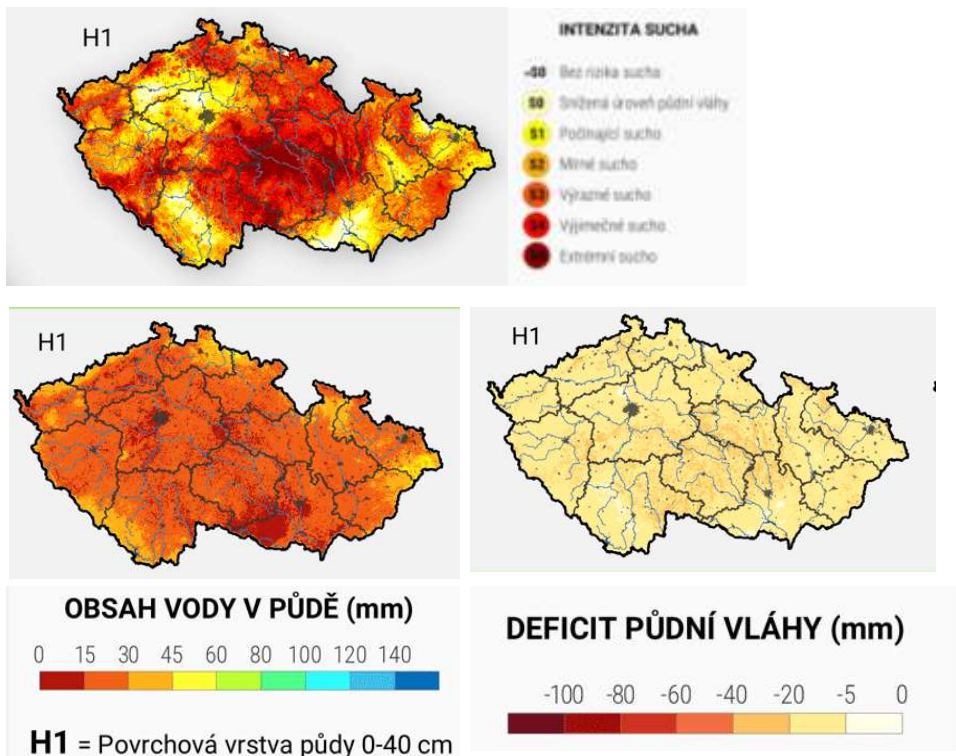 H1
INTENZITA SUCHA
-S0 Bez rizika sucha
S0 Snížená úroveň půdní vláhy
S1 Počínající sucho
S2 Mírné sucho
S3 Výrazné sucho
S4 Výjimečné sucho
Extrémní sucho
H1
H1
OBSAH VODY V PŮDĚ (mm)
0 15 30 45 60 80 100 120 140
H1 = Povrchová vrstva půdy 0-40 cm
DEFICIT PŮDNÍ VLÁHY (mm)
-100 -80 -60 -40 -20 -5 0